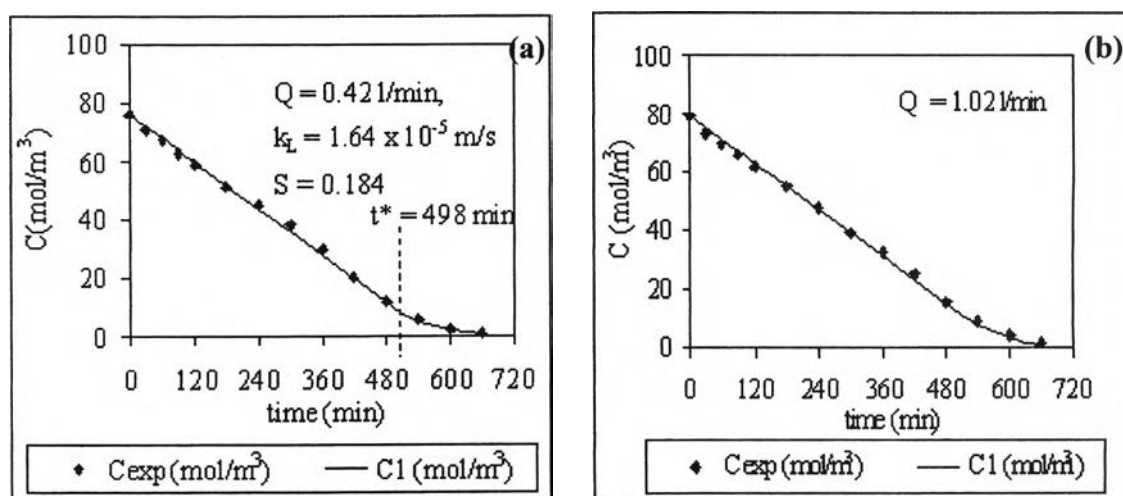 (a)
100
80
60
40
20
0
C(mol/m³)
Q = 0.421/min,
k_L = 1.64 x 10⁻⁵ m/s
S = 0.184
t* = 498 min
0 120 240 360 480 600 720
time (min)
Cexp(mol/m³) C1(mol/m³)
(b)
100
80
60
40
20
0
C (mol/m³)
Q = 1.021/min
0 120 240 360 480 600 720
time (min)
Cexp(mol/m³) C1(mol/m³)